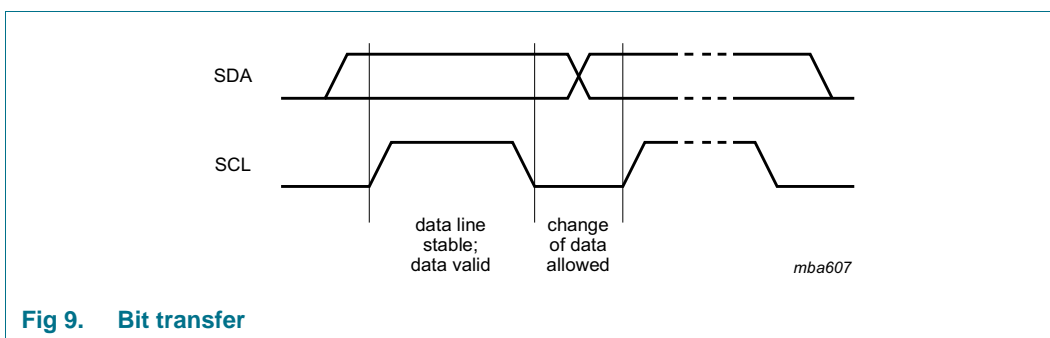 SDA
SCL
data line
stable;
data valid
change
of data
allowed
mba607
Fig 9. Bit transfer